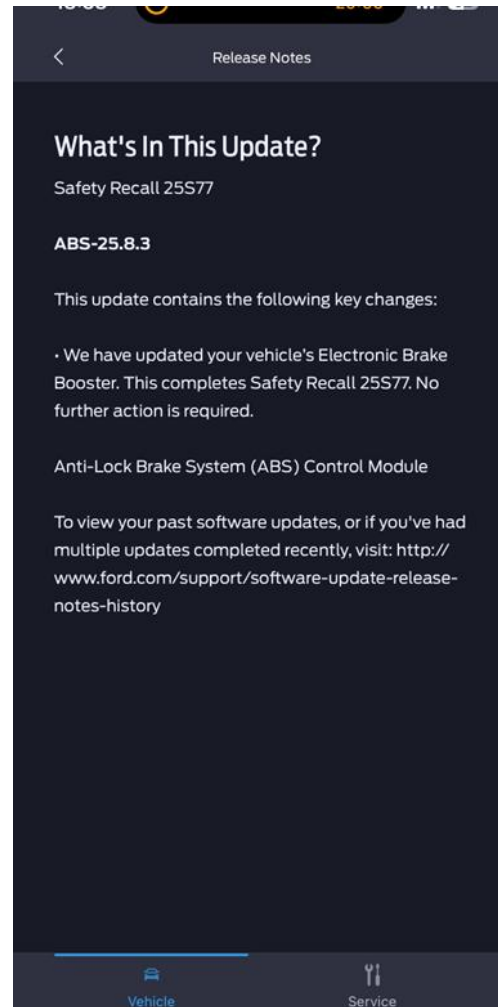 Release Notes
What's In This Update?
Safety Recall 25S77
ABS-25.8.3
This update contains the following key changes:
• We have updated your vehicle's Electronic Brake
Booster. This completes Safety Recall 25S77. No
further action is required.
Anti-Lock Brake System (ABS) Control Module
To view your past software updates, or if you've had
multiple updates completed recently, visit: http://
www.ford.com/support/software-update-release-
notes-history
Vehicle
Service